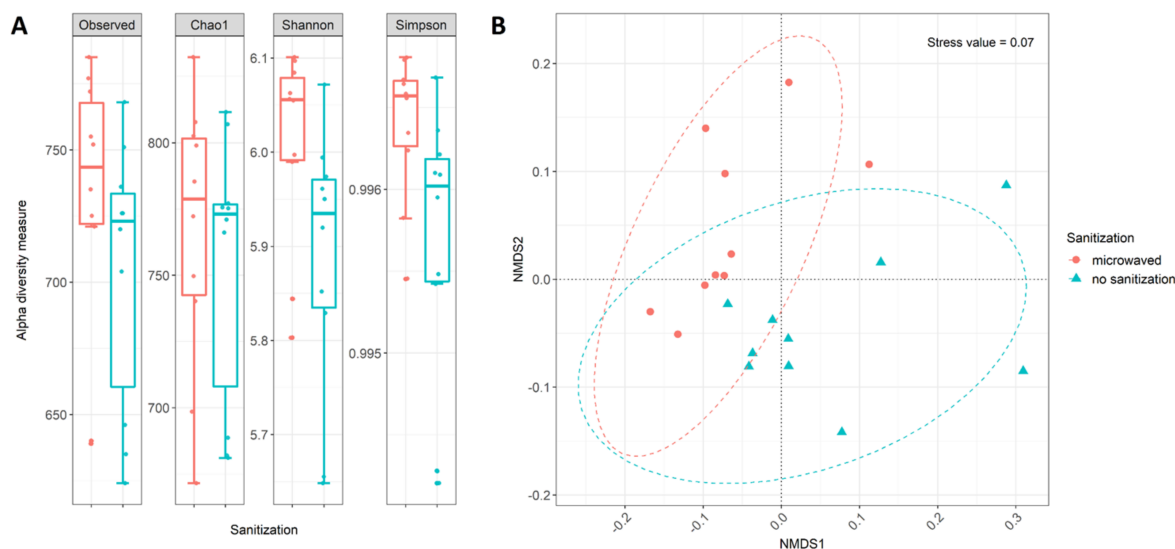 A
Observed
Chao1
Shannon
Simpson
Alpha diversity measure
750
700
650
800
750
700
6.1
6.0
5.9
5.8
5.7
0.996
0.995
Sanitization
B
Stress value = 0.07
NMDS2
0.2
0.1
0.0
-0.1
-0.2
-0.2
-0.1
0.0
0.1
0.2
0.3
NMDS1
Sanitization
microwaved
no sanitization